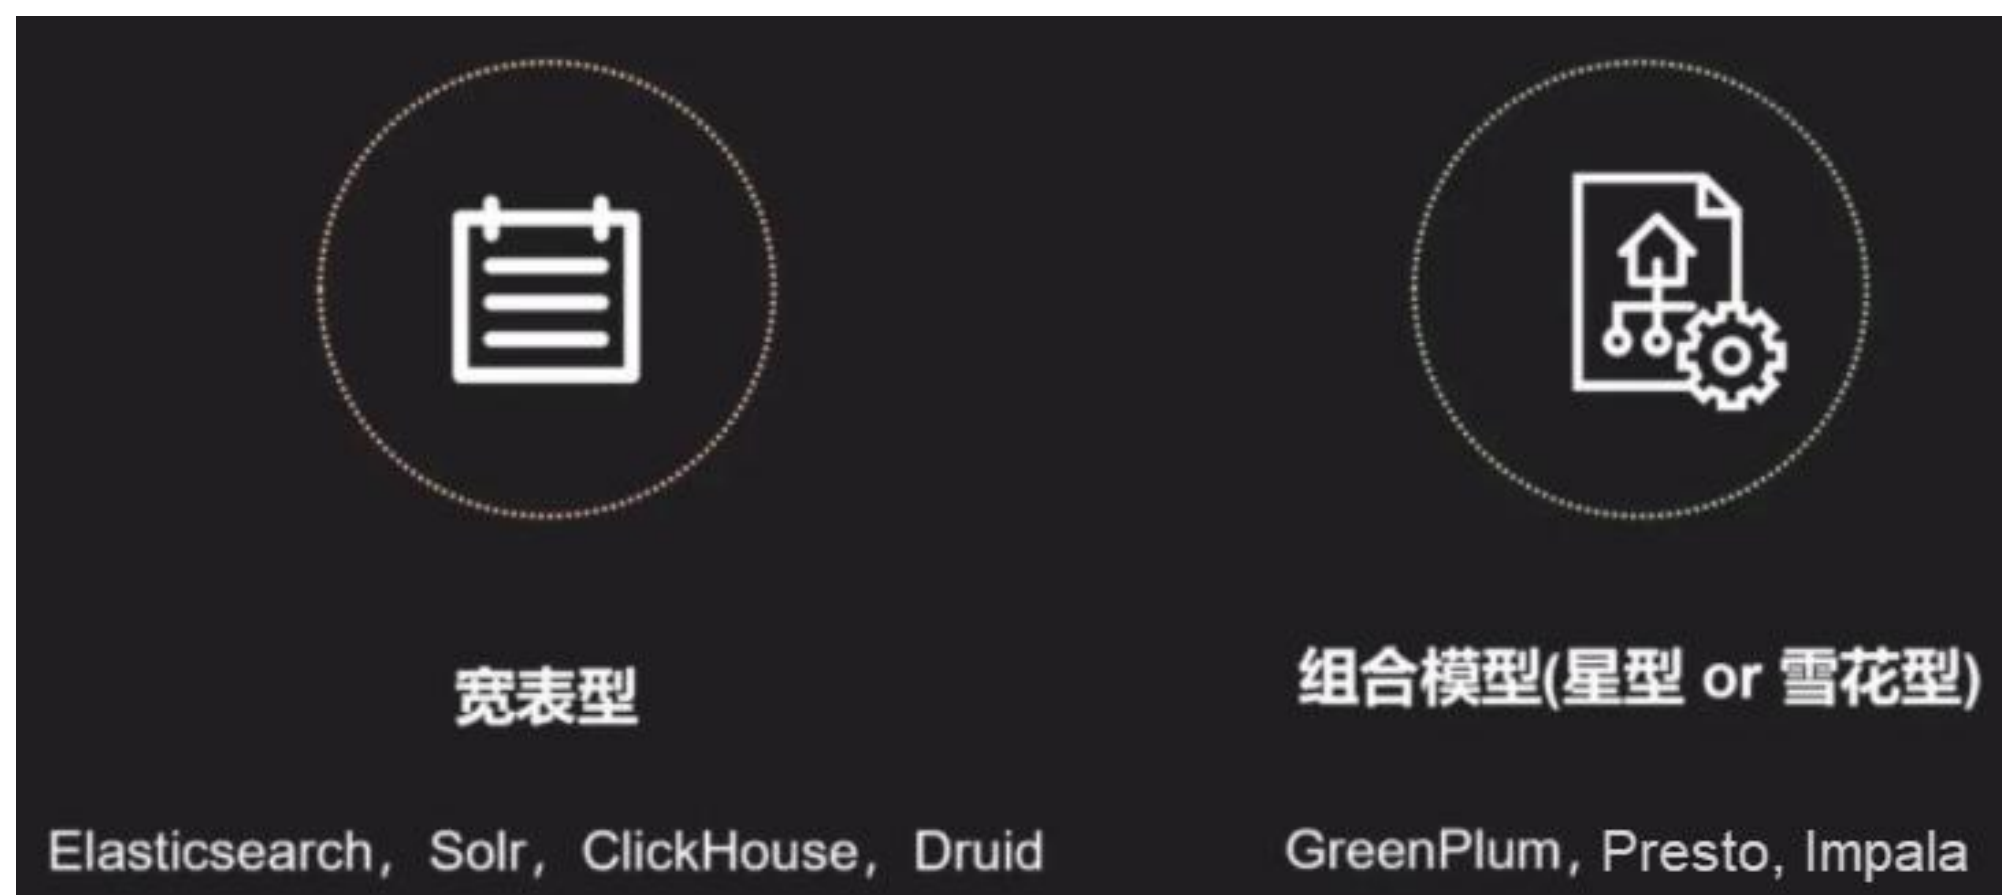 宽表型
Elasticsearch，Solr，ClickHouse，Druid
组合模型(星型 or 雪花型)
GreenPlum, Presto, Impala